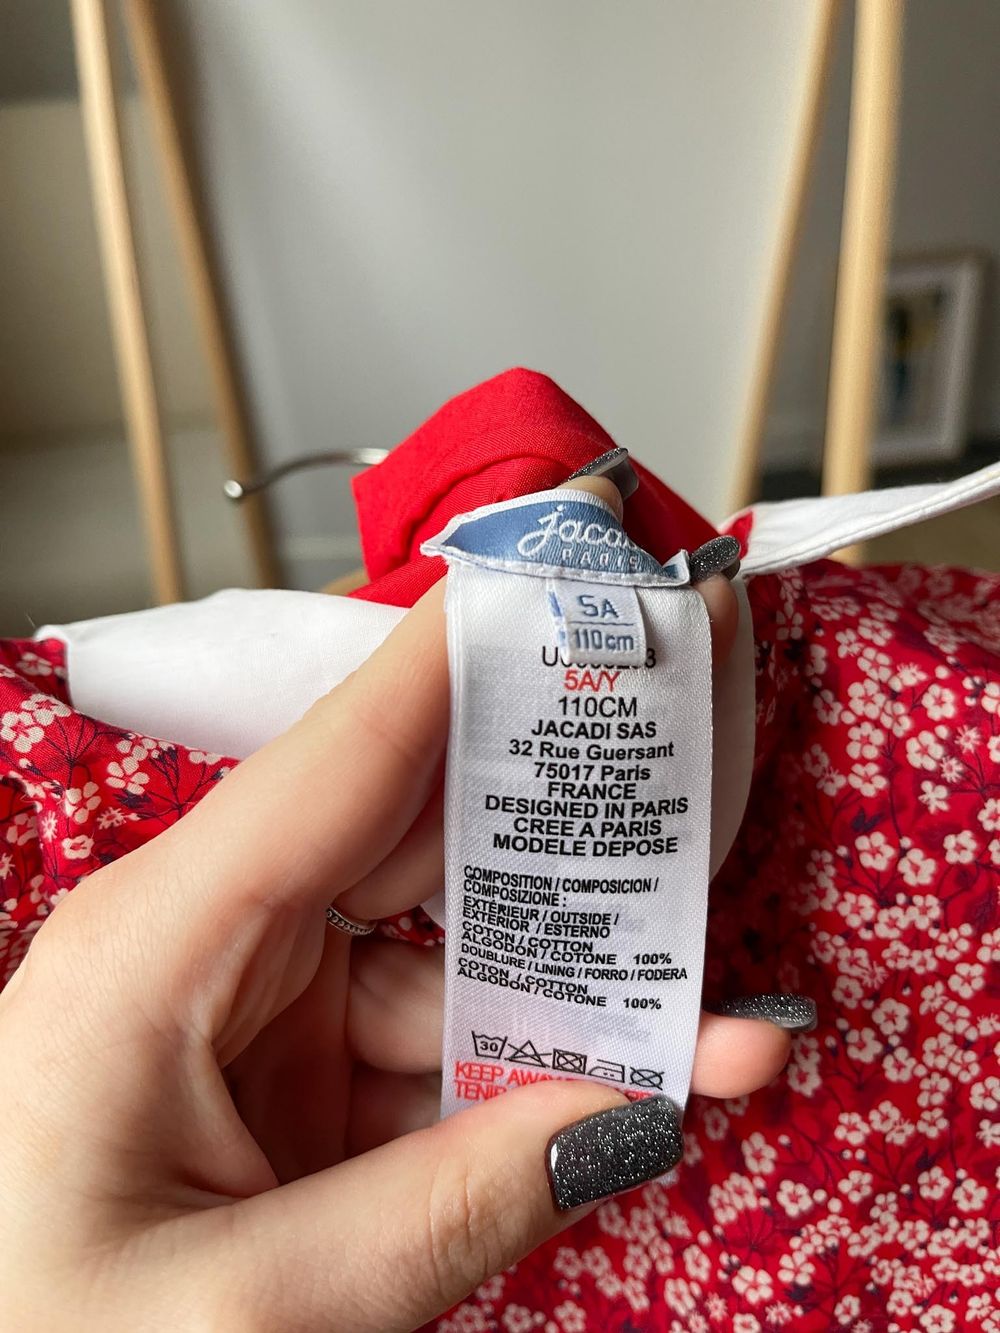 PARIS
5A
110cm
5A/Y
110CM
JACADI SAS
32 Rue Guersant
75017 Paris
FRANCE
DESIGNED IN PARIS
CREE A PARIS
MODELE DEPOSE
COMPOSITION / COMPOSICION /
COMPOSIZIONE :
EXTÉRIEUR / OUTSIDE /
EXTERIOR / ESTERNO
COTON / COTTON
ALGODON / COTONE 100%
DOUBLURE / LINING / FORRO / FODERA
COTON / COTTON
ALGODON / COTONE 100%
30
KEEP AWAY